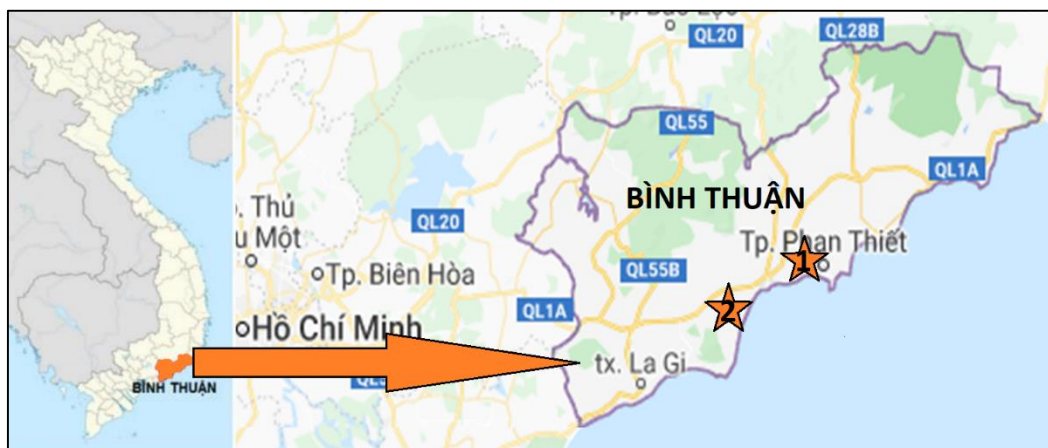 BÌNH THUẬN
QL20
QL28B
QL55
QL1A
BÌNH THUẬN
. Thủ
u Một
QL20
Tp. Biên Hòa
Tp. Phan Thiết
1
QL55B
QL1A
2
Hồ Chí Minh
tx. La Gi